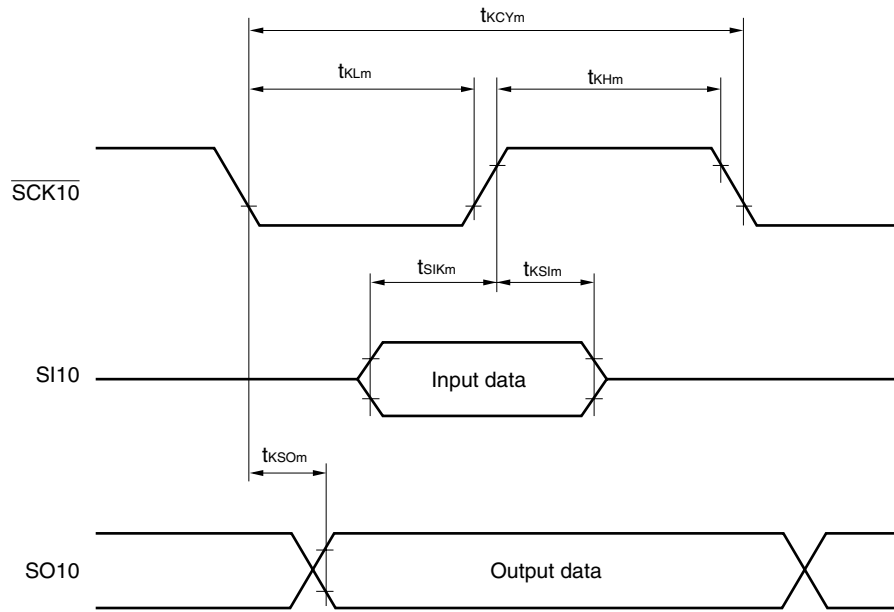 tKCYm
tKLm
tKHm
SCK10
tSIKm
tKSIm
SI10
Input data
tKSOm
SO10
Output data